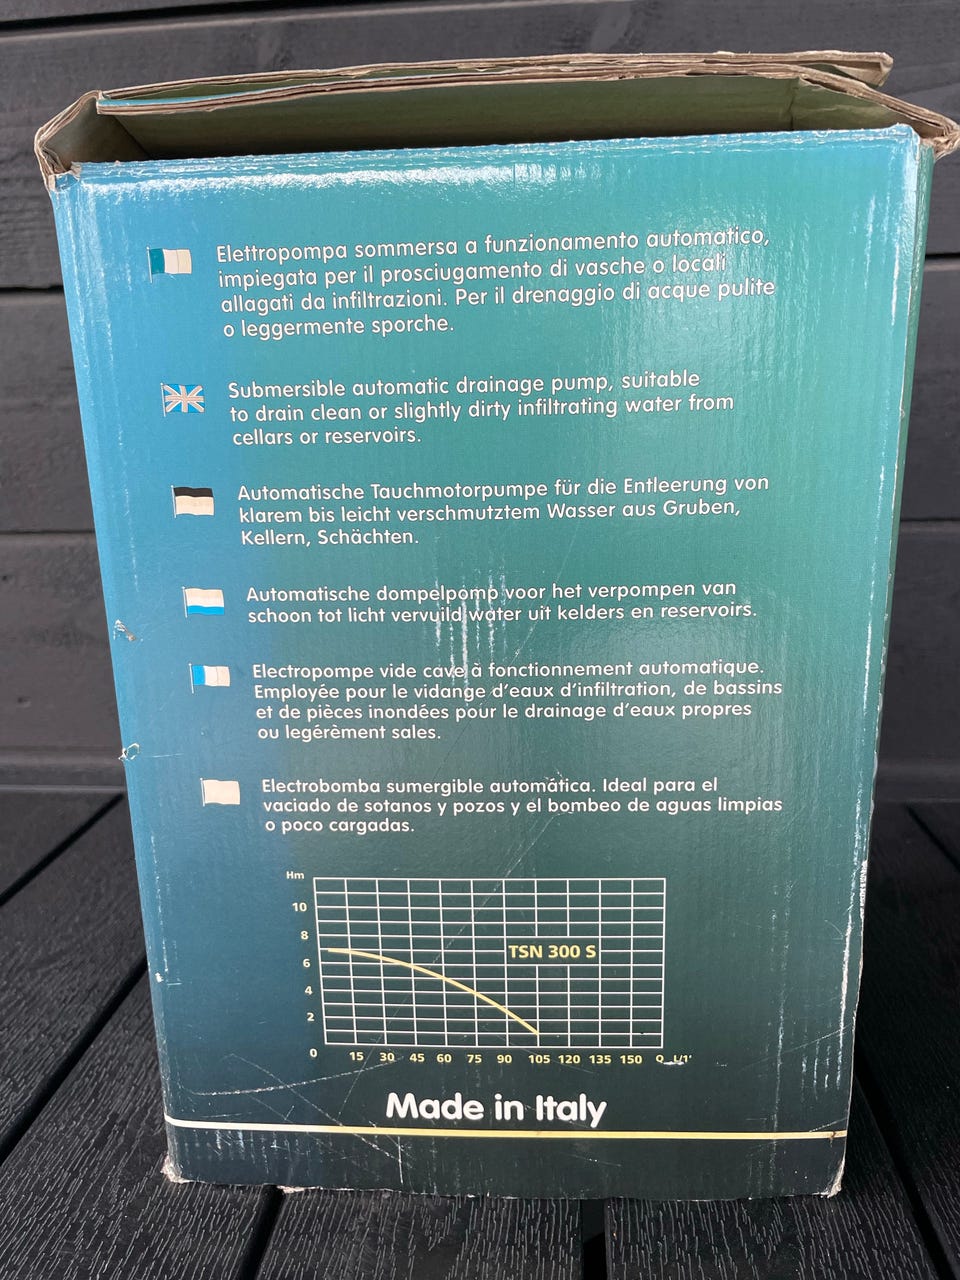 Elettropompa sommersa a funzionamento automatico,
impiegata per il prosciugamento di vasche o locali
allagati da infiltrazioni. Per il drenaggio di acque pulite
o leggermente sporche.
Submersible automatic drainage pump, suitable
to drain clean or slightly dirty infiltrating water from
cellars or reservoirs.
Automatische Tauchmotorpumpe für die Entleerung von
klarem bis leicht verschmutztem Wasser aus Gruben,
Kellern, Schächten.
Automatische dompelpomp voor het verpompen van
schoon tot licht vervuild water uit kelders en reservoirs.
Electropompe vide cave à fonctionnement automatique.
Employée pour le vidange d'eaux d'infiltration, de bassins
et de pièces inondées pour le drainage d'eaux propres
ou legérèment sales.
Electrobomba sumergible automática. Ideal para el
vaciado de sotanos y pozos y el bombeo de aguas limpias
o poco cargadas.
Hm
10
8
TSN 300 S
6
4
2
0 15 30 45 60 75 90 105 120 135 150 Q L/1'
Made in Italy